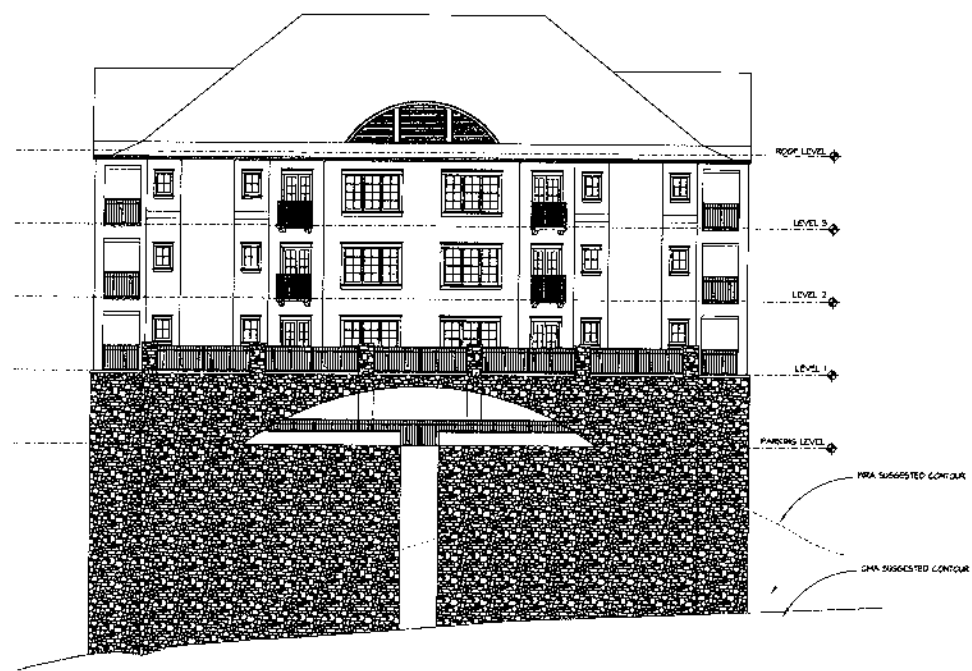 ROOF LEVEL
LEVEL 3
LEVEL 2
LEVEL 1
PARKING LEVEL
SUGGESTED CONTOUR
SUGGESTED CONTOUR